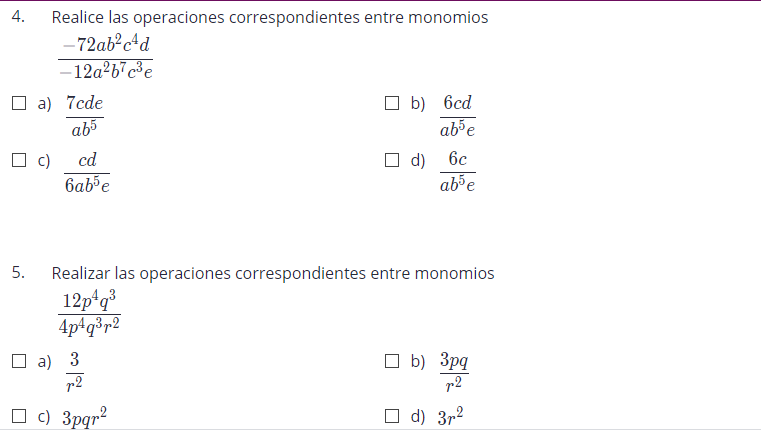 4. Realice las operaciones correspondientes entre monomios
−72ab²c⁴d
−12a²b⁷c³e
a) 7cde / ab⁵ b) 6cd / ab⁵e
c) cd / 6ab⁵e d) 6c / ab⁵e
5. Realizar las operaciones correspondientes entre monomios
12p⁴q³
4p⁴q³r²
a) 3 / r² b) 3pq / r²
c) 3pqr² d) 3r²